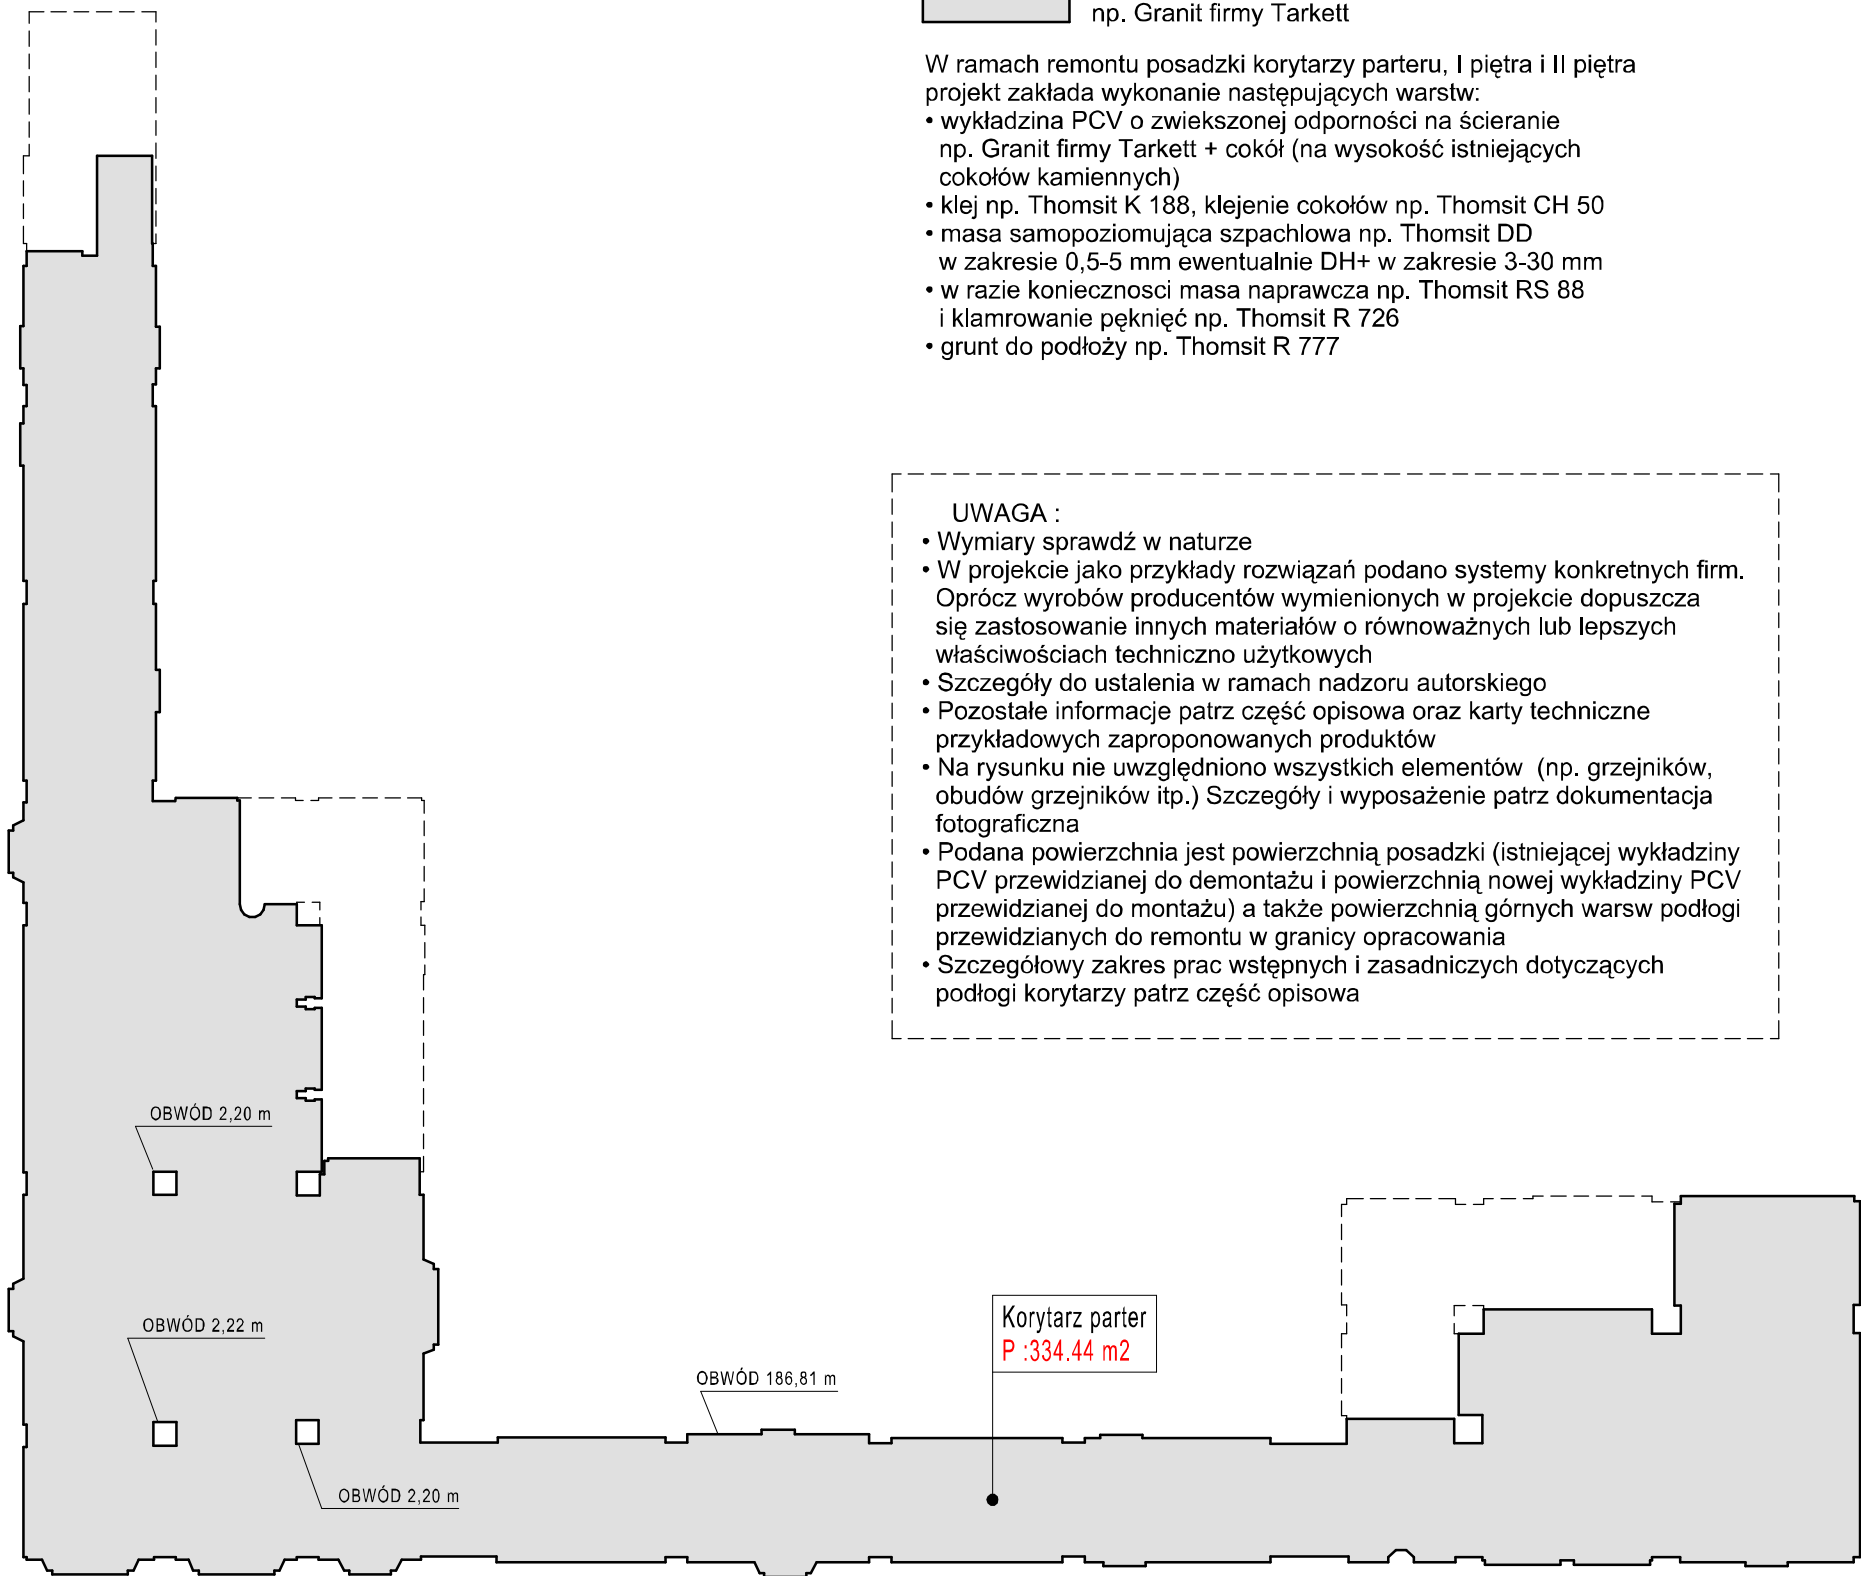 np. Granit firmy Tarkett
W ramach remontu posadzki korytarzy parteru, I piętra i II piętra
projekt zakłada wykonanie następujących warstw:
• wykładzina PCV o zwiekszonej odporności na ścieranie
np. Granit firmy Tarkett + cokół (na wysokość istniejących
cokołów kamiennych)
• klej np. Thomsit K 188, klejenie cokołów np. Thomsit CH 50
• masa samopoziomująca szpachlowa np. Thomsit DD
w zakresie 0,5-5 mm ewentualnie DH+ w zakresie 3-30 mm
• w razie koniecznosci masa naprawcza np. Thomsit RS 88
i klamrowanie pęknięć np. Thomsit R 726
• grunt do podłoży np. Thomsit R 777
UWAGA :
• Wymiary sprawdź w naturze
• W projekcie jako przykłady rozwiązań podano systemy konkretnych firm.
Oprócz wyrobów producentów wymienionych w projekcie dopuszcza
się zastosowanie innych materiałów o równoważnych lub lepszych
właściwościach techniczno użytkowych
• Szczegóły do ustalenia w ramach nadzoru autorskiego
• Pozostałe informacje patrz część opisowa oraz karty techniczne
przykładowych zaproponowanych produktów
• Na rysunku nie uwzględniono wszystkich elementów (np. grzejników,
obudów grzejników itp.) Szczegóły i wyposażenie patrz dokumentacja
fotograficzna
• Podana powierzchnia jest powierzchnią posadzki (istniejącej wykładziny
PCV przewidzianej do demontażu i powierzchnią nowej wykładziny PCV
przewidzianej do montażu) a także powierzchnią górnych warsw podłogi
przewidzianych do remontu w granicy opracowania
• Szczegółowy zakres prac wstępnych i zasadniczych dotyczących
podłogi korytarzy patrz część opisowa
OBWÓD 2,20 m
OBWÓD 2,22 m
Korytarz parter
P :334.44 m2
OBWÓD 186,81 m
OBWÓD 2,20 m